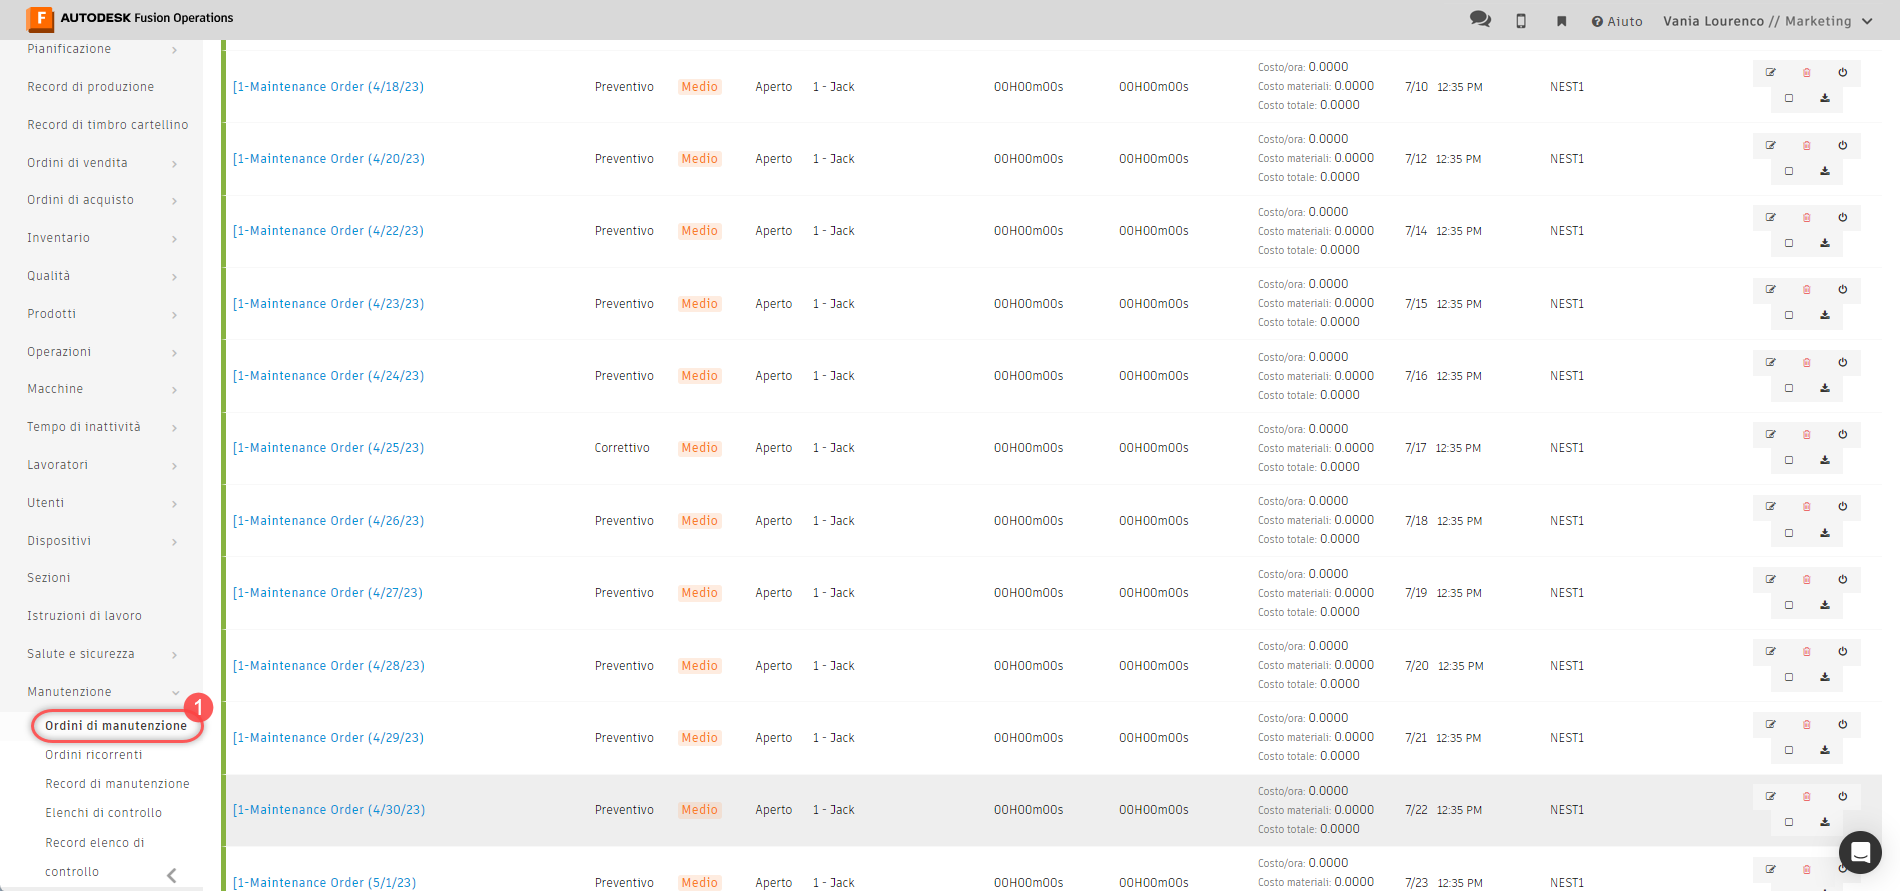 F AUTODESK Fusion Operations
Aiuto
Vania Lourenco // Marketing
Pianificazione
Record di produzione
Record di timbro cartellino
Ordini di vendita
Ordini di acquisto
Inventario
Qualità
Prodotti
Operazioni
Macchine
Tempo di inattività
Lavoratori
Utenti
Dispositivi
Sezioni
Istruzioni di lavoro
Salute e sicurezza
Manutenzione
1
Ordini di manutenzione
Ordini ricorrenti
Record di manutenzione
Elenchi di controllo
Record elenco di
controllo
[1-Maintenance Order (4/18/23) Preventivo Medio Aperto 1 - Jack 00H00m00s 00H00m00s Costo/ora: 0.0000 7/10 12:35 PM NEST1
Costo materiali: 0.0000
Costo totale: 0.0000
[1-Maintenance Order (4/20/23) Preventivo Medio Aperto 1 - Jack 00H00m00s 00H00m00s Costo/ora: 0.0000 7/12 12:35 PM NEST1
Costo materiali: 0.0000
Costo totale: 0.0000
[1-Maintenance Order (4/22/23) Preventivo Medio Aperto 1 - Jack 00H00m00s 00H00m00s Costo/ora: 0.0000 7/14 12:35 PM NEST1
Costo materiali: 0.0000
Costo totale: 0.0000
[1-Maintenance Order (4/23/23) Preventivo Medio Aperto 1 - Jack 00H00m00s 00H00m00s Costo/ora: 0.0000 7/15 12:35 PM NEST1
Costo materiali: 0.0000
Costo totale: 0.0000
[1-Maintenance Order (4/24/23) Preventivo Medio Aperto 1 - Jack 00H00m00s 00H00m00s Costo/ora: 0.0000 7/16 12:35 PM NEST1
Costo materiali: 0.0000
Costo totale: 0.0000
[1-Maintenance Order (4/25/23) Correttivo Medio Aperto 1 - Jack 00H00m00s 00H00m00s Costo/ora: 0.0000 7/17 12:35 PM NEST1
Costo materiali: 0.0000
Costo totale: 0.0000
[1-Maintenance Order (4/26/23) Preventivo Medio Aperto 1 - Jack 00H00m00s 00H00m00s Costo/ora: 0.0000 7/18 12:35 PM NEST1
Costo materiali: 0.0000
Costo totale: 0.0000
[1-Maintenance Order (4/27/23) Preventivo Medio Aperto 1 - Jack 00H00m00s 00H00m00s Costo/ora: 0.0000 7/19 12:35 PM NEST1
Costo materiali: 0.0000
Costo totale: 0.0000
[1-Maintenance Order (4/28/23) Preventivo Medio Aperto 1 - Jack 00H00m00s 00H00m00s Costo/ora: 0.0000 7/20 12:35 PM NEST1
Costo materiali: 0.0000
Costo totale: 0.0000
[1-Maintenance Order (4/29/23) Preventivo Medio Aperto 1 - Jack 00H00m00s 00H00m00s Costo/ora: 0.0000 7/21 12:35 PM NEST1
Costo materiali: 0.0000
Costo totale: 0.0000
[1-Maintenance Order (4/30/23) Preventivo Medio Aperto 1 - Jack 00H00m00s 00H00m00s Costo/ora: 0.0000 7/22 12:35 PM NEST1
Costo materiali: 0.0000
Costo totale: 0.0000
[1-Maintenance Order (5/1/23) Preventivo Medio Aperto 1 - Jack 00H00m00s 00H00m00s Costo/ora: 0.0000 7/23 12:35 PM NEST1
Costo materiali: 0.0000